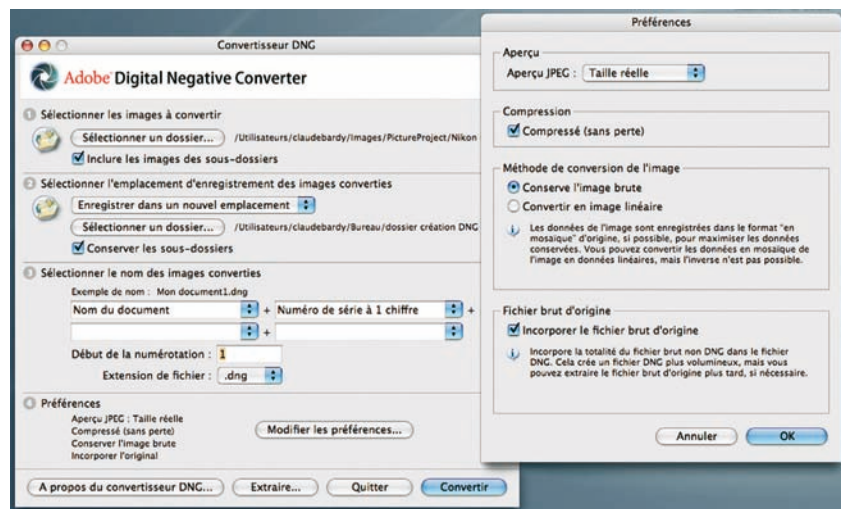 Convertisseur DNG
Adobe Digital Negative Converter
1 Sélectionner les images à convertir
Sélectionner un dossier... /Utilisateurs/claudebardy/Images/PictureProject/Nikon
Inclure les images des sous-dossiers
2 Sélectionner l'emplacement d'enregistrement des images converties
Enregistrer dans un nouvel emplacement
Sélectionner un dossier... /Utilisateurs/claudebardy/Bureau/dossier création DNG
Conserver les sous-dossiers
3 Sélectionner le nom des images converties
Exemple de nom : Mon document1.dng
Nom du document + Numéro de série à 1 chiffre +
+
Début de la numérotation : 1
Extension de fichier : .dng
4 Préférences
Aperçu JPEG : Taille réelle
Compressé (sans perte)
Conserver l'image brute
Incorporer l'original
Modifier les préférences...
A propos du convertisseur DNG... Extraire... Quitter Convertir
Préférences
Aperçu
Aperçu JPEG : Taille réelle
Compression
Compressé (sans perte)
Méthode de conversion de l'image
Conserve l'image brute
Convertir en image linéaire
Les données de l'image sont enregistrées dans le format "en
mosaïque" d'origine, si possible, pour maximiser les données
conservées. Vous pouvez convertir les données en mosaïque de
l'image en données linéaires, mais l'inverse n'est pas possible.
Fichier brut d'origine
Incorporer le fichier brut d'origine
Incorpore la totalité du fichier brut non DNG dans le fichier
DNG. Cela crée un fichier DNG plus volumineux, mais vous
pouvez extraire le fichier brut d'origine plus tard, si nécessaire.
Annuler OK